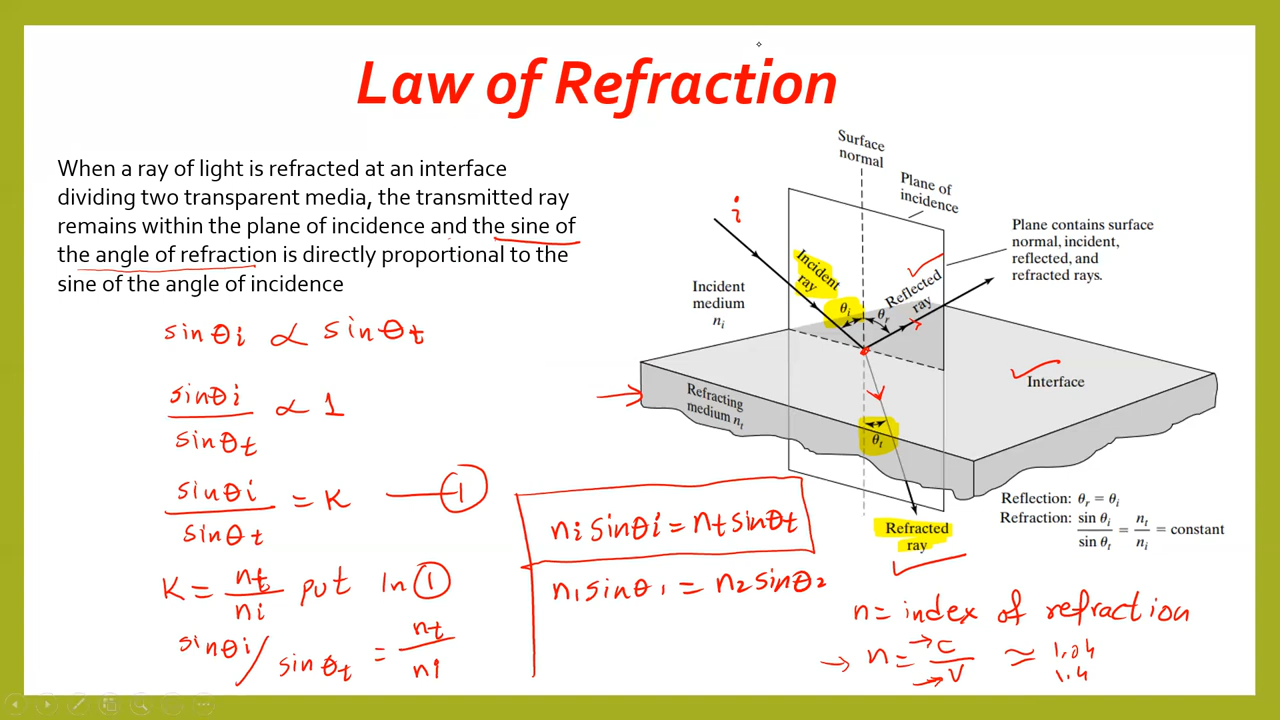 Law of Refraction
When a ray of light is refracted at an interface
dividing two transparent media, the transmitted ray
remains within the plane of incidence and the sine of
the angle of refraction is directly proportional to the
sine of the angle of incidence
sinθi ∝ sinθt
sinθi / sinθt ∝ 1
sinθi / sinθt = K —— ①
K = nt / ni put In ①
sinθi / sinθt = nt / ni
ni sinθi = nt sinθt
n1 sinθ1 = n2 sinθ2
Surface
normal
Plane of
incidence
i
Incident
ray
Reflected
ray
θi
θr
Plane contains surface
normal, incident,
reflected, and
refracted rays.
Incident
medium
ni
Interface
Refracting
medium nt
θt
Refracted
ray
Reflection: θr = θi
Refraction: sin θi / sin θt = nt / ni = constant
n = index of refraction
→ n = → C / → V ≈ 1.04
1.4